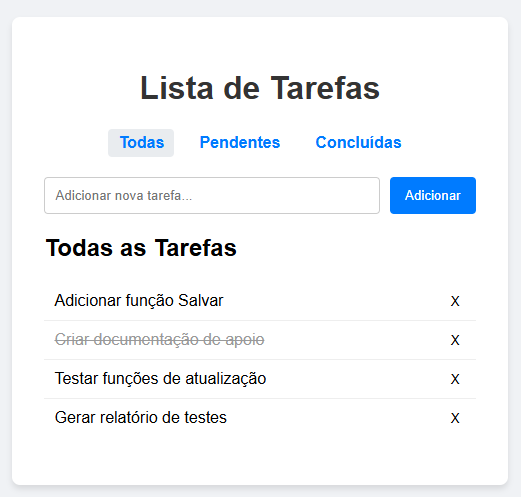 Lista de Tarefas
Todas Pendentes Concluídas
Adicionar nova tarefa... Adicionar
Todas as Tarefas
Adicionar função Salvar X
Criar documentação de apoio X
Testar funções de atualização X
Gerar relatório de testes X